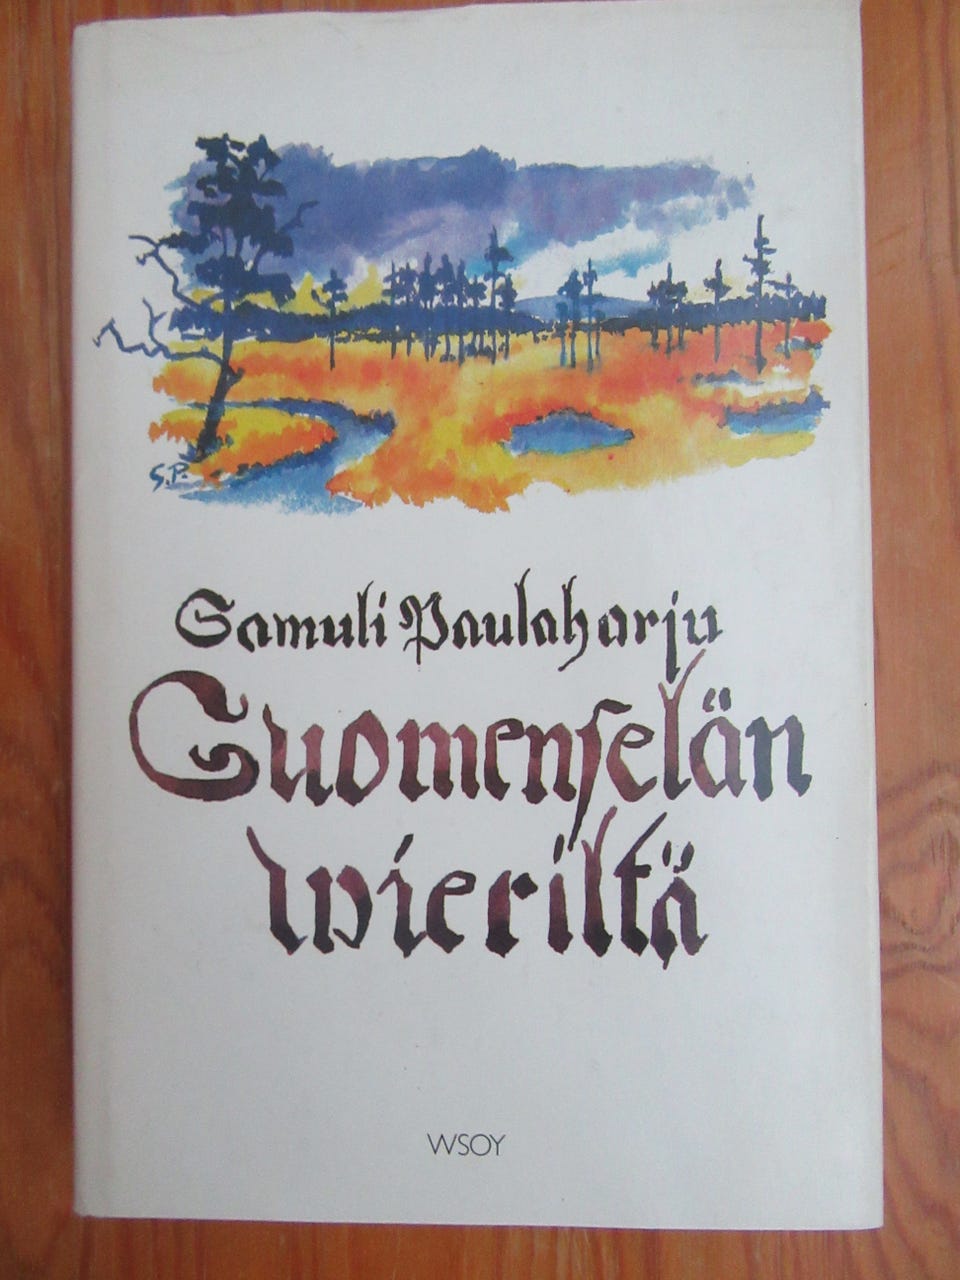 S.P.
Samuli Paulaharju
Suomenselän
wieriltä
WSOY